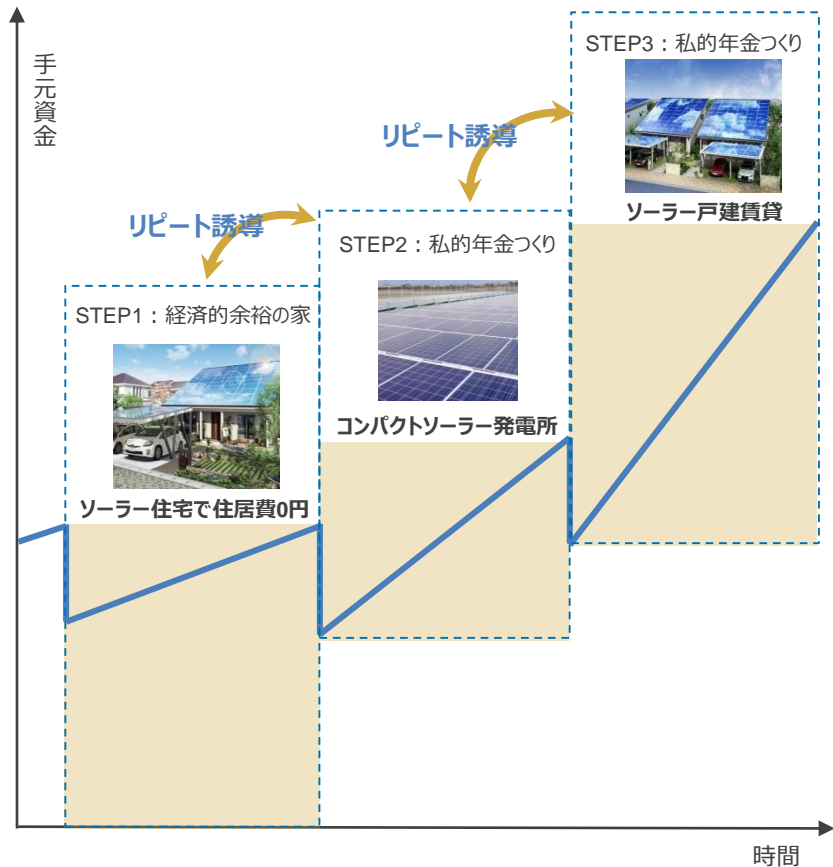 手元資金
STEP3：私的年金つくり
リピート誘導
ソーラー戸建賃貸
リピート誘導
STEP2：私的年金つくり
STEP1：経済的余裕の家
コンパクトソーラー発電所
ソーラー住宅で住居費0円
時間